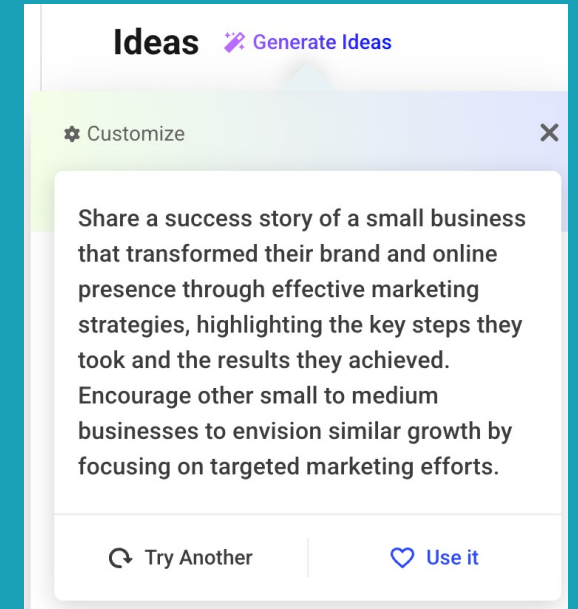 Ideas Generate Ideas
Customize
Share a success story of a small business
that transformed their brand and online
presence through effective marketing
strategies, highlighting the key steps they
took and the results they achieved.
Encourage other small to medium
businesses to envision similar growth by
focusing on targeted marketing efforts.
Try Another Use it